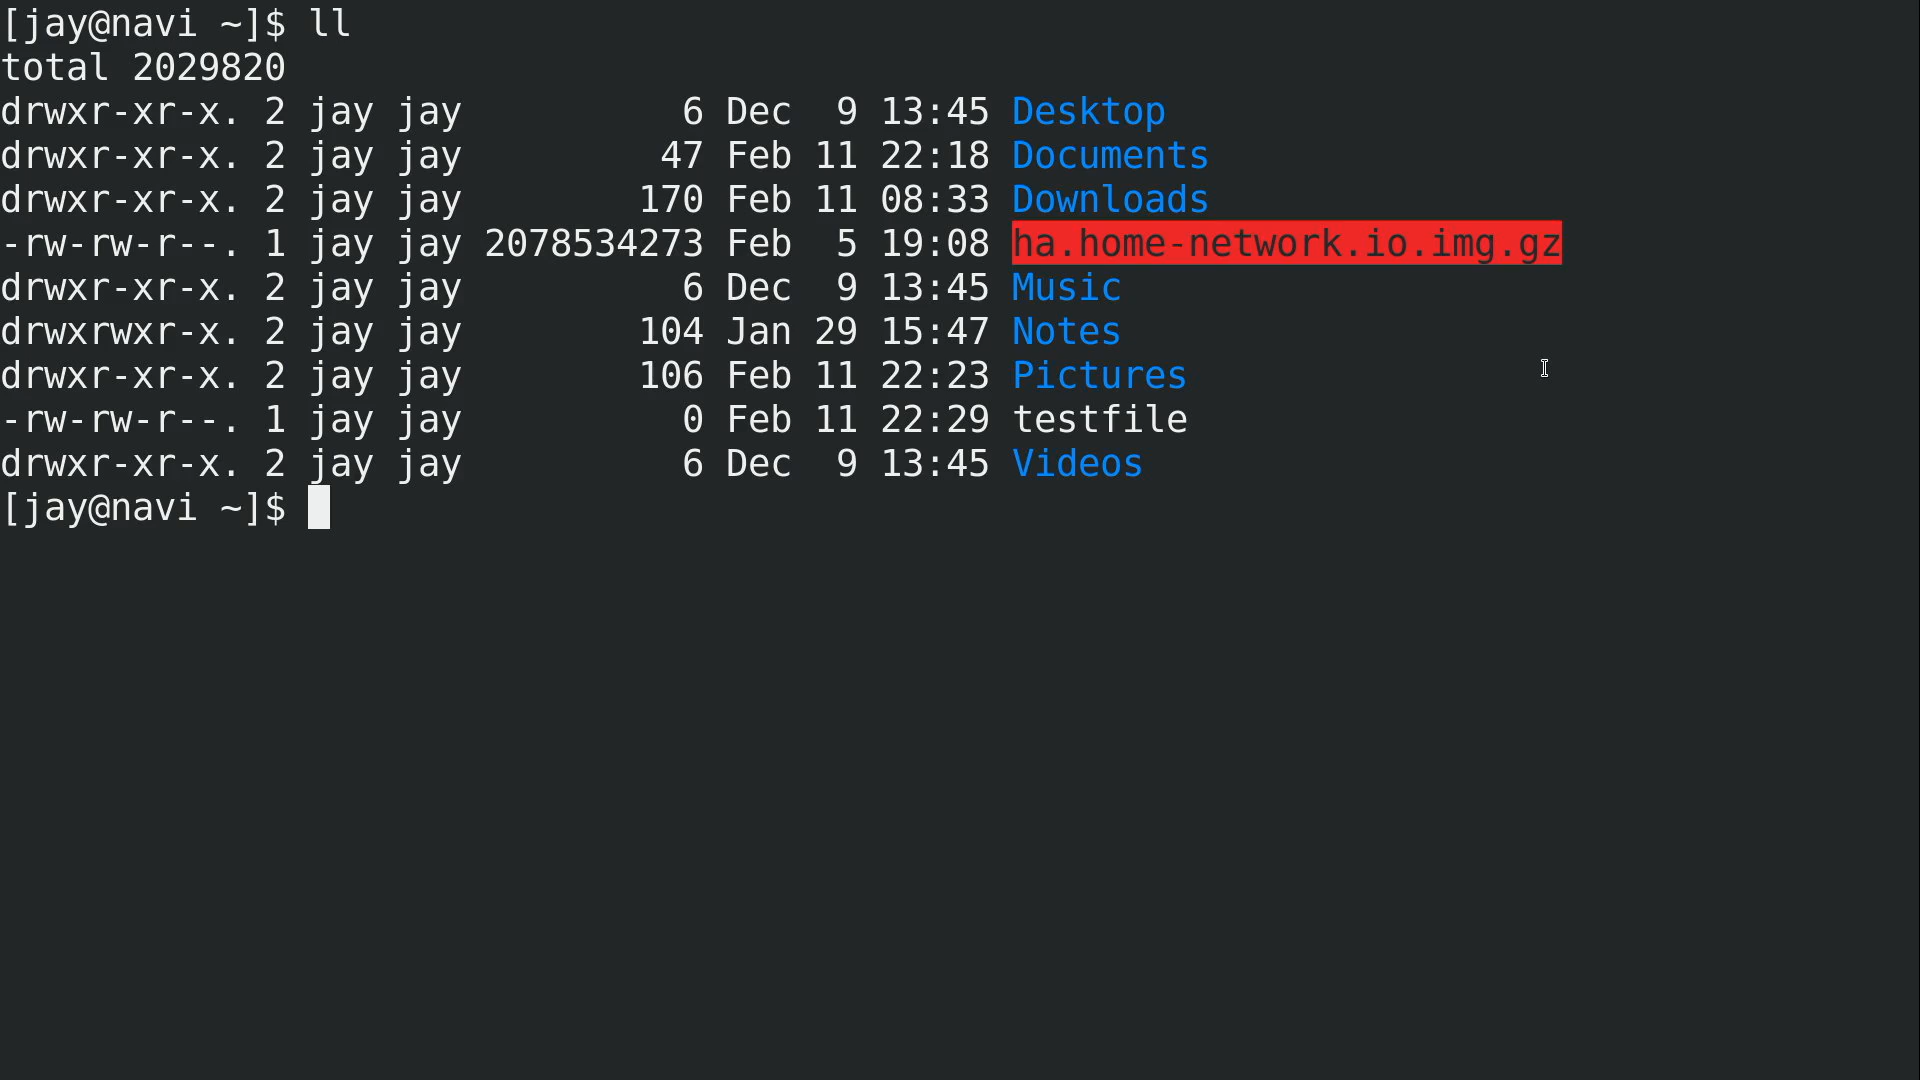 [jay@navi ~]$ ll
total 2029820
drwxr-xr-x. 2 jay jay          6 Dec  9 13:45 Desktop
drwxr-xr-x. 2 jay jay         47 Feb 11 22:18 Documents
drwxr-xr-x. 2 jay jay        170 Feb 11 08:33 Downloads
-rw-rw-r--. 1 jay jay 2078534273 Feb  5 19:08 ha.home-network.io.img.gz
drwxr-xr-x. 2 jay jay          6 Dec  9 13:45 Music
drwxrwxr-x. 2 jay jay        104 Jan 29 15:47 Notes
drwxr-xr-x. 2 jay jay        106 Feb 11 22:23 Pictures
-rw-rw-r--. 1 jay jay          0 Feb 11 22:29 testfile
drwxr-xr-x. 2 jay jay          6 Dec  9 13:45 Videos
[jay@navi ~]$